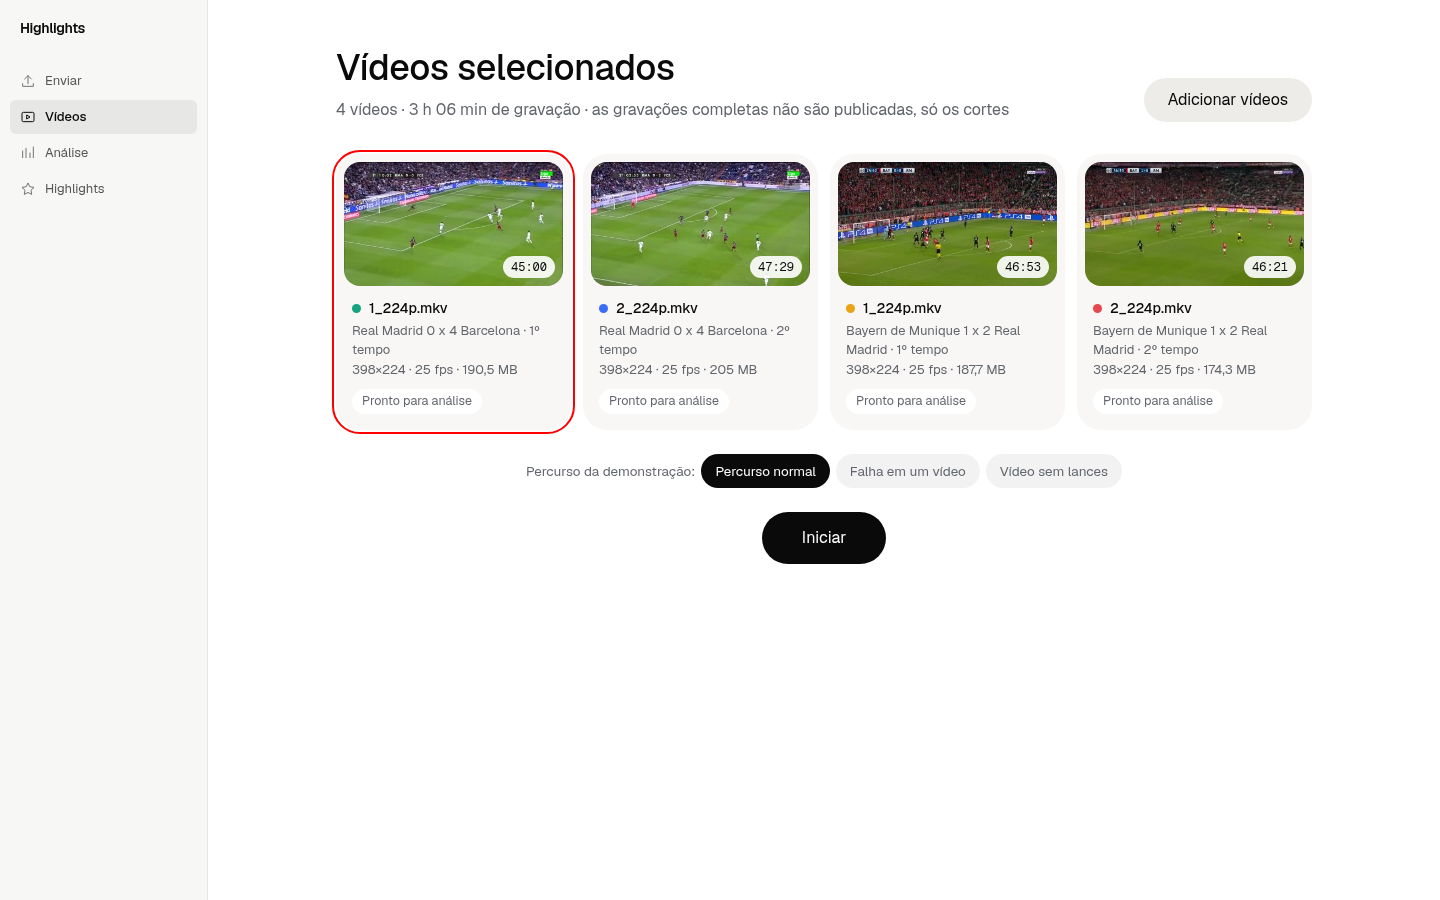 Highlights
Enviar
Vídeos
Análise
Highlights
Vídeos selecionados
4 vídeos · 3 h 06 min de gravação · as gravações completas não são publicadas, só os cortes
Adicionar vídeos
45:00
47:29
46:53
46:21
1_224p.mkv
Real Madrid 0 x 4 Barcelona · 1º
tempo
398×224 · 25 fps · 190,5 MB
Pronto para análise
2_224p.mkv
Real Madrid 0 x 4 Barcelona · 2º
tempo
398×224 · 25 fps · 205 MB
Pronto para análise
1_224p.mkv
Bayern de Munique 1 x 2 Real
Madrid · 1º tempo
398×224 · 25 fps · 187,7 MB
Pronto para análise
2_224p.mkv
Bayern de Munique 1 x 2 Real
Madrid · 2º tempo
398×224 · 25 fps · 174,3 MB
Pronto para análise
Percurso da demonstração:
Percurso normal
Falha em um vídeo
Vídeo sem lances
Iniciar